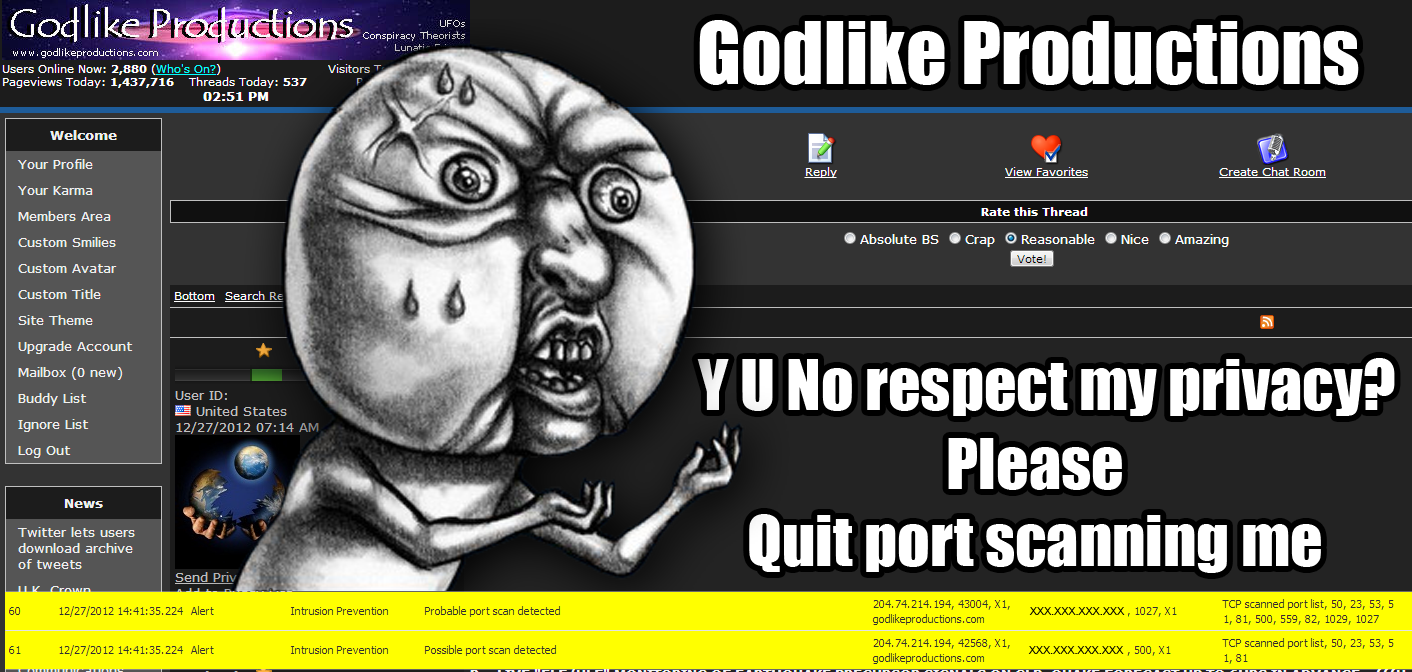 Godlike Productions
UFOs
Conspiracy Theorists
www.godlikeproductions.com
Users Online Now: 2,880 (Who's On?)
Visitors
Pageviews Today: 1,437,716 Threads Today: 537
02:51 PM
Godlike Productions
Welcome
Your Profile
Your Karma
Members Area
Custom Smilies
Custom Avatar
Custom Title
Site Theme
Upgrade Account
Mailbox (0 new)
Buddy List
Ignore List
Log Out
Reply
View Favorites
Create Chat Room
Rate this Thread
Absolute BS Crap Reasonable Nice Amazing
Vote!
Bottom Search
User ID:
United States
12/27/2012 07:14 AM
Send
Y U No respect my privacy?
Please
Quit port scanning me
News
Twitter lets users
download archive
of tweets
U.K. Crown
60 12/27/2012 14:41:35.224 Alert Intrusion Prevention Probable port scan detected 204.74.214.194, 43004, X1, XXX.XXX.XXX.XXX , 1027, X1 TCP scanned port list, 50, 23, 53, 5
godlikeproductions.com 1, 81, 500, 559, 82, 1029, 1027
61 12/27/2012 14:41:35.224 Alert Intrusion Prevention Possible port scan detected 204.74.214.194, 42568, X1, XXX.XXX.XXX.XXX , 500, X1 TCP scanned port list, 50, 23, 53, 5
godlikeproductions.com 1, 81